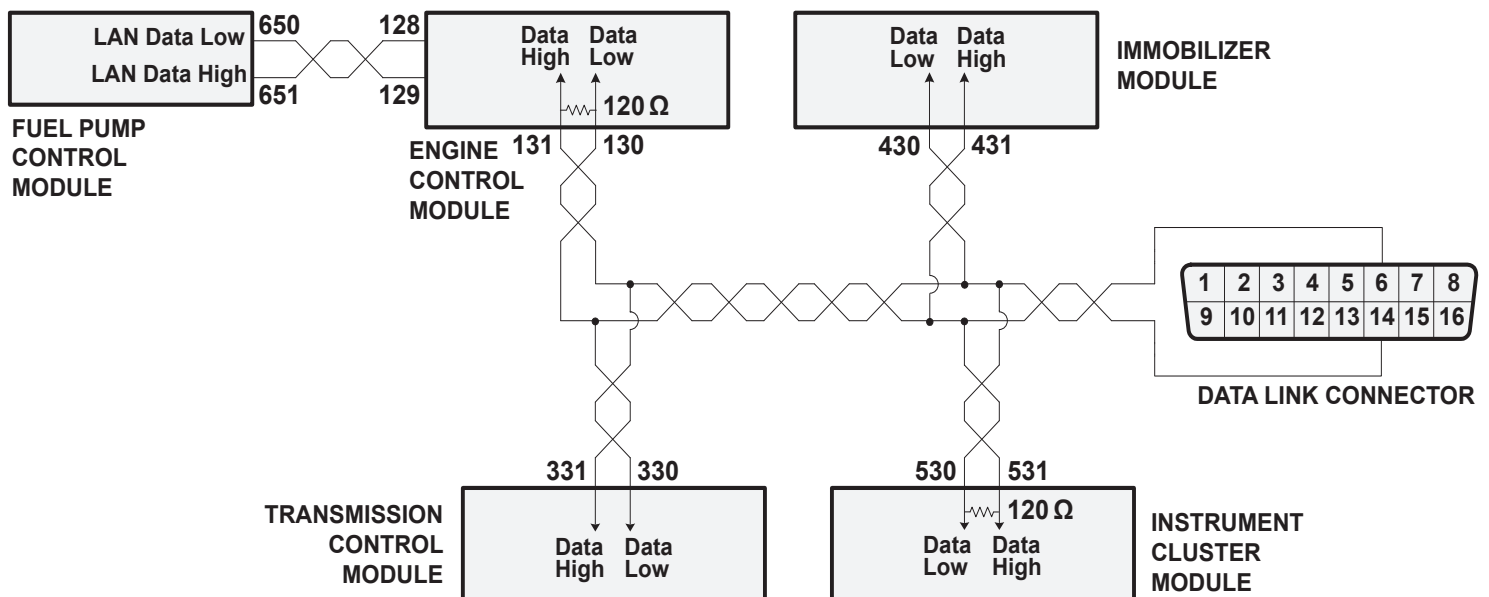 LAN Data Low
650
128
LAN Data High
651
129
FUEL PUMP
CONTROL
MODULE
Data
High
Data
Low
120 Ω
131
130
ENGINE
CONTROL
MODULE
Data
Low
Data
High
430
431
IMMOBILIZER
MODULE
1 2 3 4 5 6 7 8
9 10 11 12 13 14 15 16
DATA LINK CONNECTOR
331
330
TRANSMISSION
CONTROL
MODULE
Data
High
Data
Low
530
531
120 Ω
Data
Low
Data
High
INSTRUMENT
CLUSTER
MODULE